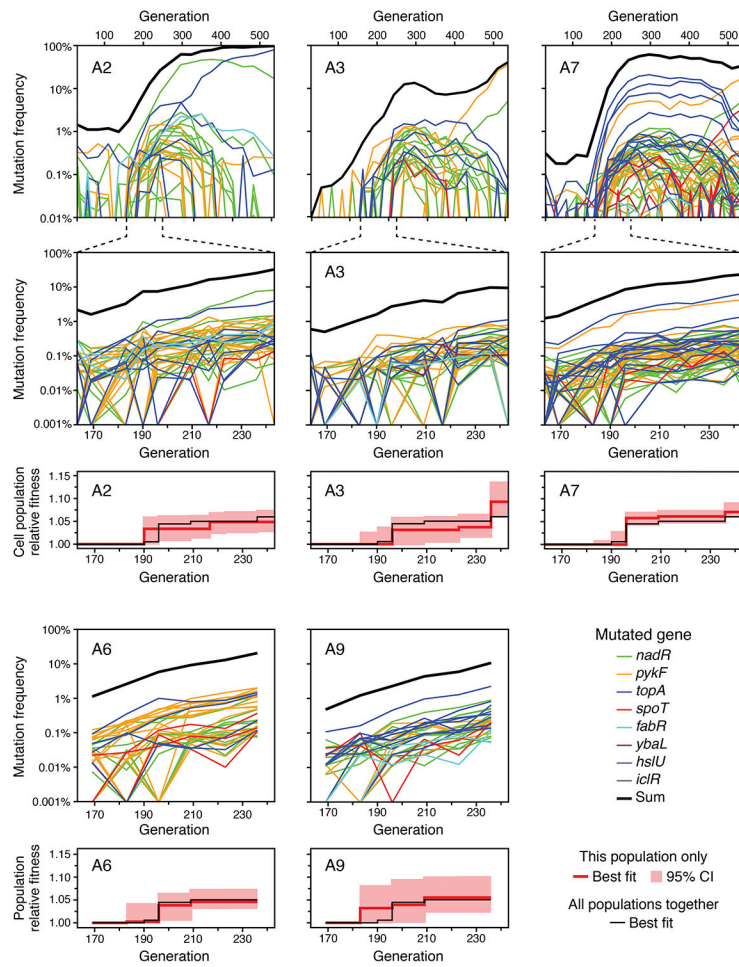 Generation Generation Generation
100 200 300 400 500 100 200 300 400 500 100 200 300 400 500
Mutation frequency
100%
10%
1%
0.1%
0.01%
A2 A3 A7
Mutation frequency
100%
10%
1%
0.1%
0.01%
0.001%
A2 A3 A7
170 190 210 230 170 190 210 230 170 190 210 230
Generation Generation Generation
Cell population
relative fitness
1.15
1.10
1.05
1.00
A2 A3 A7
170 190 210 230 170 190 210 230 170 190 210 230
Generation Generation Generation
Mutation frequency
100%
10%
1%
0.1%
0.01%
0.001%
A6 A9
170 190 210 230 170 190 210 230
Generation Generation
Mutated gene
nadR
pykF
topA
spoT
fabR
ybaL
hslU
iclR
Sum
Population
relative fitness
1.15
1.10
1.05
1.00
A6 A9
170 190 210 230 170 190 210 230
Generation Generation
This population only
Best fit 95% CI
All populations together
Best fit